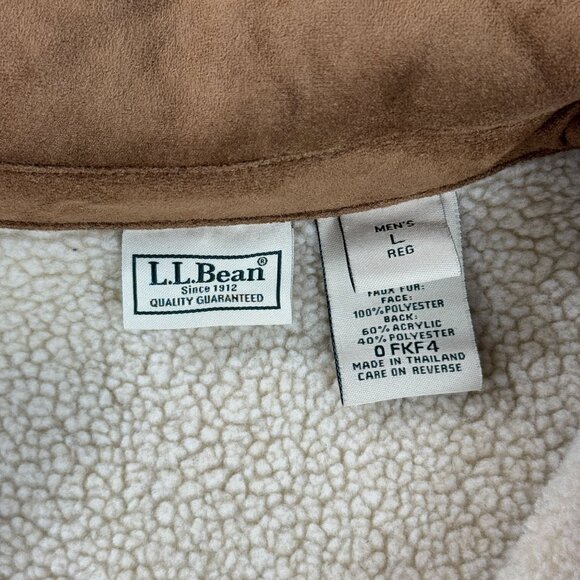 L.L.Bean®
Since 1912
QUALITY GUARANTEED
MEN'S
L
REG
FAUX FUR:
FACE:
100% POLYESTER
BACK:
60% ACRYLIC
40% POLYESTER
0 FKF4
MADE IN THAILAND
CARE ON REVERSE